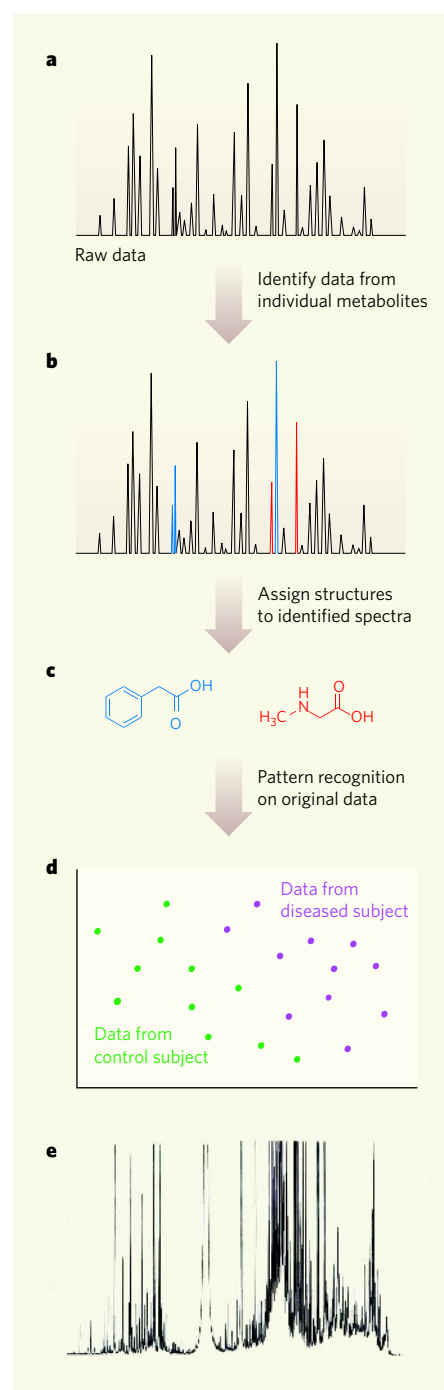 a
Raw data
Identify data from
individual metabolites
b
Assign structures
to identified spectra
c
OH
O
H
N
H₃C
O
OH
Pattern recognition
on original data
d
Data from
diseased subject
Data from
control subject
e